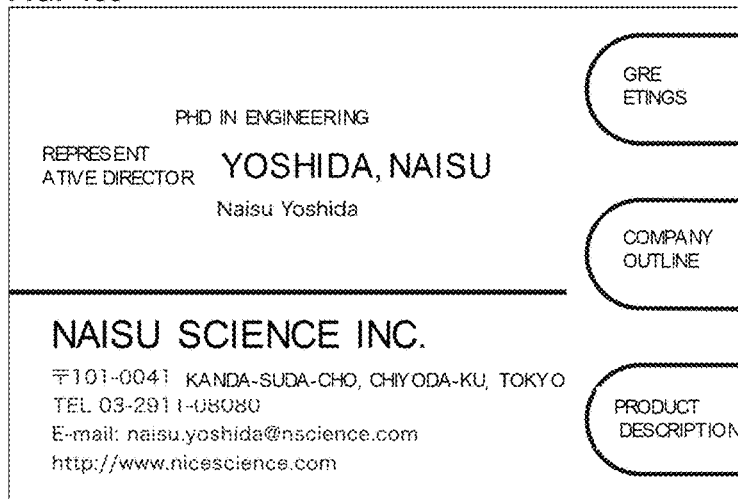 PHD IN ENGINEERING
REPRESENT
ATIVE DIRECTOR
YOSHIDA, NAISU
Naisu Yoshida
GRE
ETINGS
COMPANY
OUTLINE
PRODUCT
DESCRIPTION
NAISU SCIENCE INC.
〒101-0041 KANDA-SUDA-CHO, CHIYODA-KU, TOKYO
TEL 03-2911-08080
E-mail: naisu.yoshida@nscience.com
http://www.nicescience.com